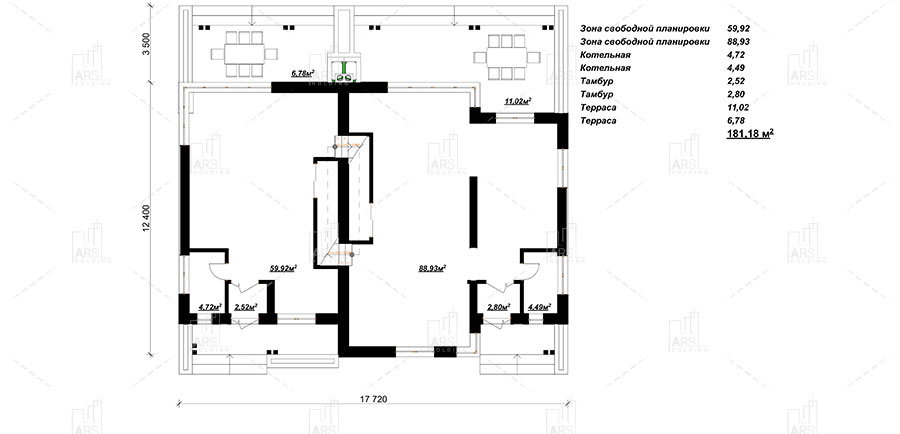 Зона свободной планировки 59,92
Зона свободной планировки 88,93
Котельная 4,72
Котельная 4,49
Тамбур 2,52
Тамбур 2,80
Терраса 11,02
Терраса 6,78
181,18 м²
3 500
6.78м²
11.02м²
12 400
59.92м²
88.93м²
4.72м²
2.52м²
2.80м²
4.49м²
17 720
ARS
HOLDING